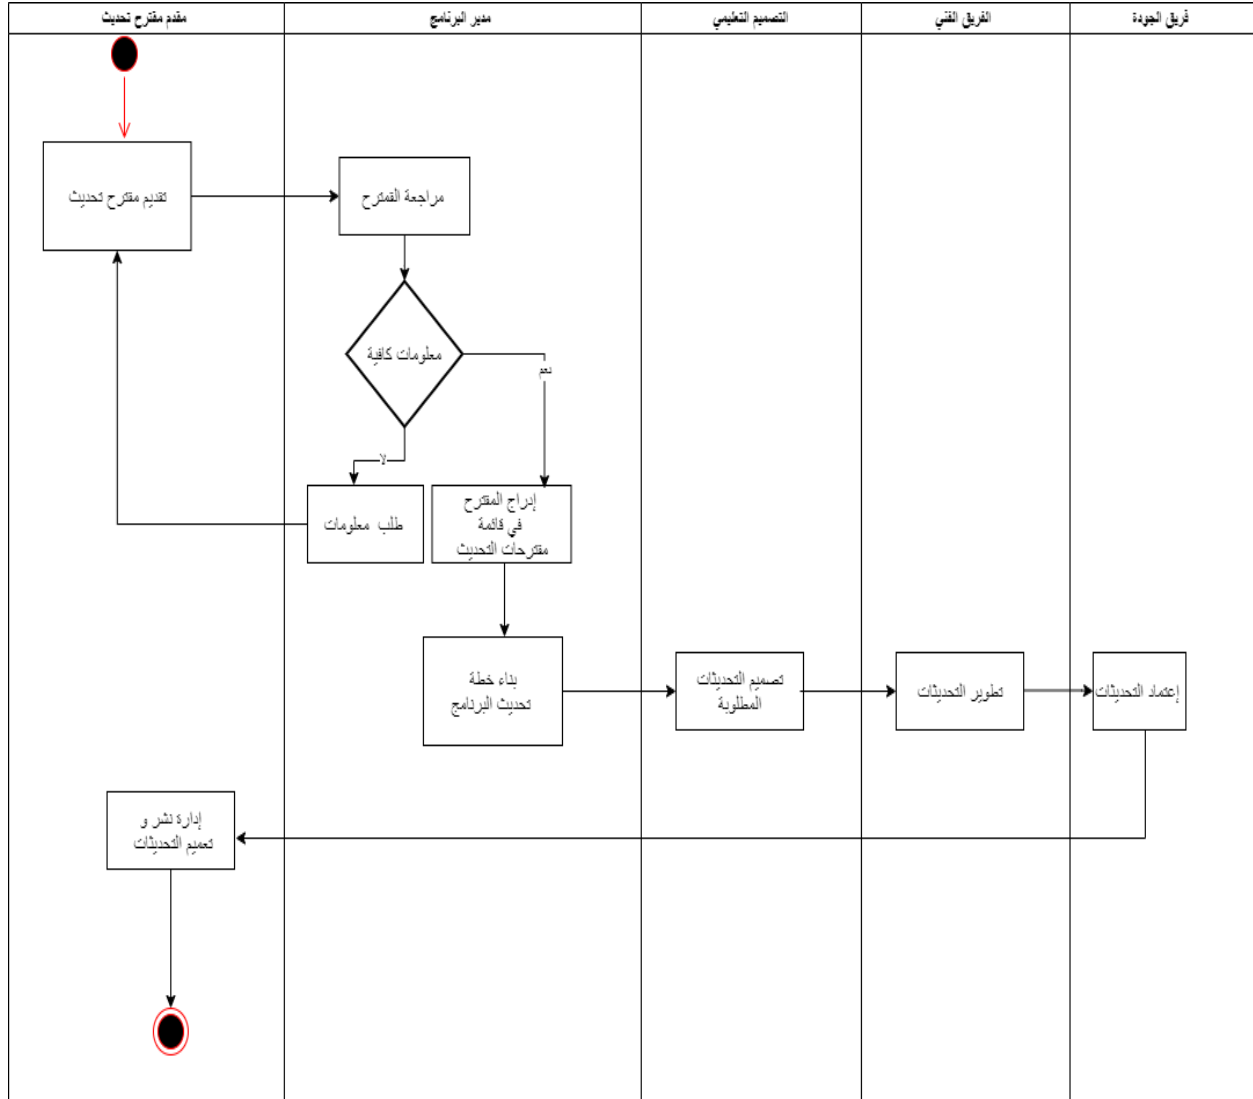 مقدم مقترح تحديث
مدير البرنامج
التصميم التعليمي
الفريق الفني
فريق الجودة
تقديم مقترح تحديث
مراجعة القمترح
معلومات كافية
نعم
لا
طلب معلومات
إدراج المقترح
في قائمة
مقترحات التحديث
بناء خطة
تحديث البرنامج
تصميم التحديثات
المطلوبة
تطوير التحديثات
إعتماد التحديثات
إدارة نشر و
تعميم التحديثات